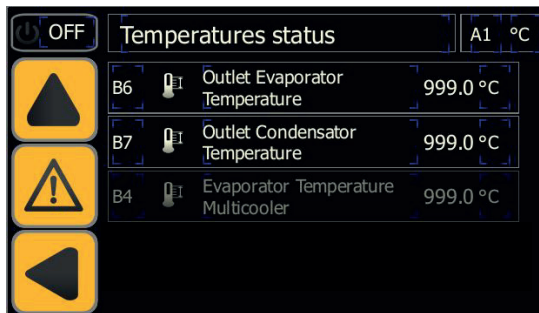 OFF
Temperatures status
A1 °C
B6
Outlet Evaporator
Temperature
999.0 °C
B7
Outlet Condensator
Temperature
999.0 °C
B4
Evaporator Temperature
Multicooler
999.0 °C